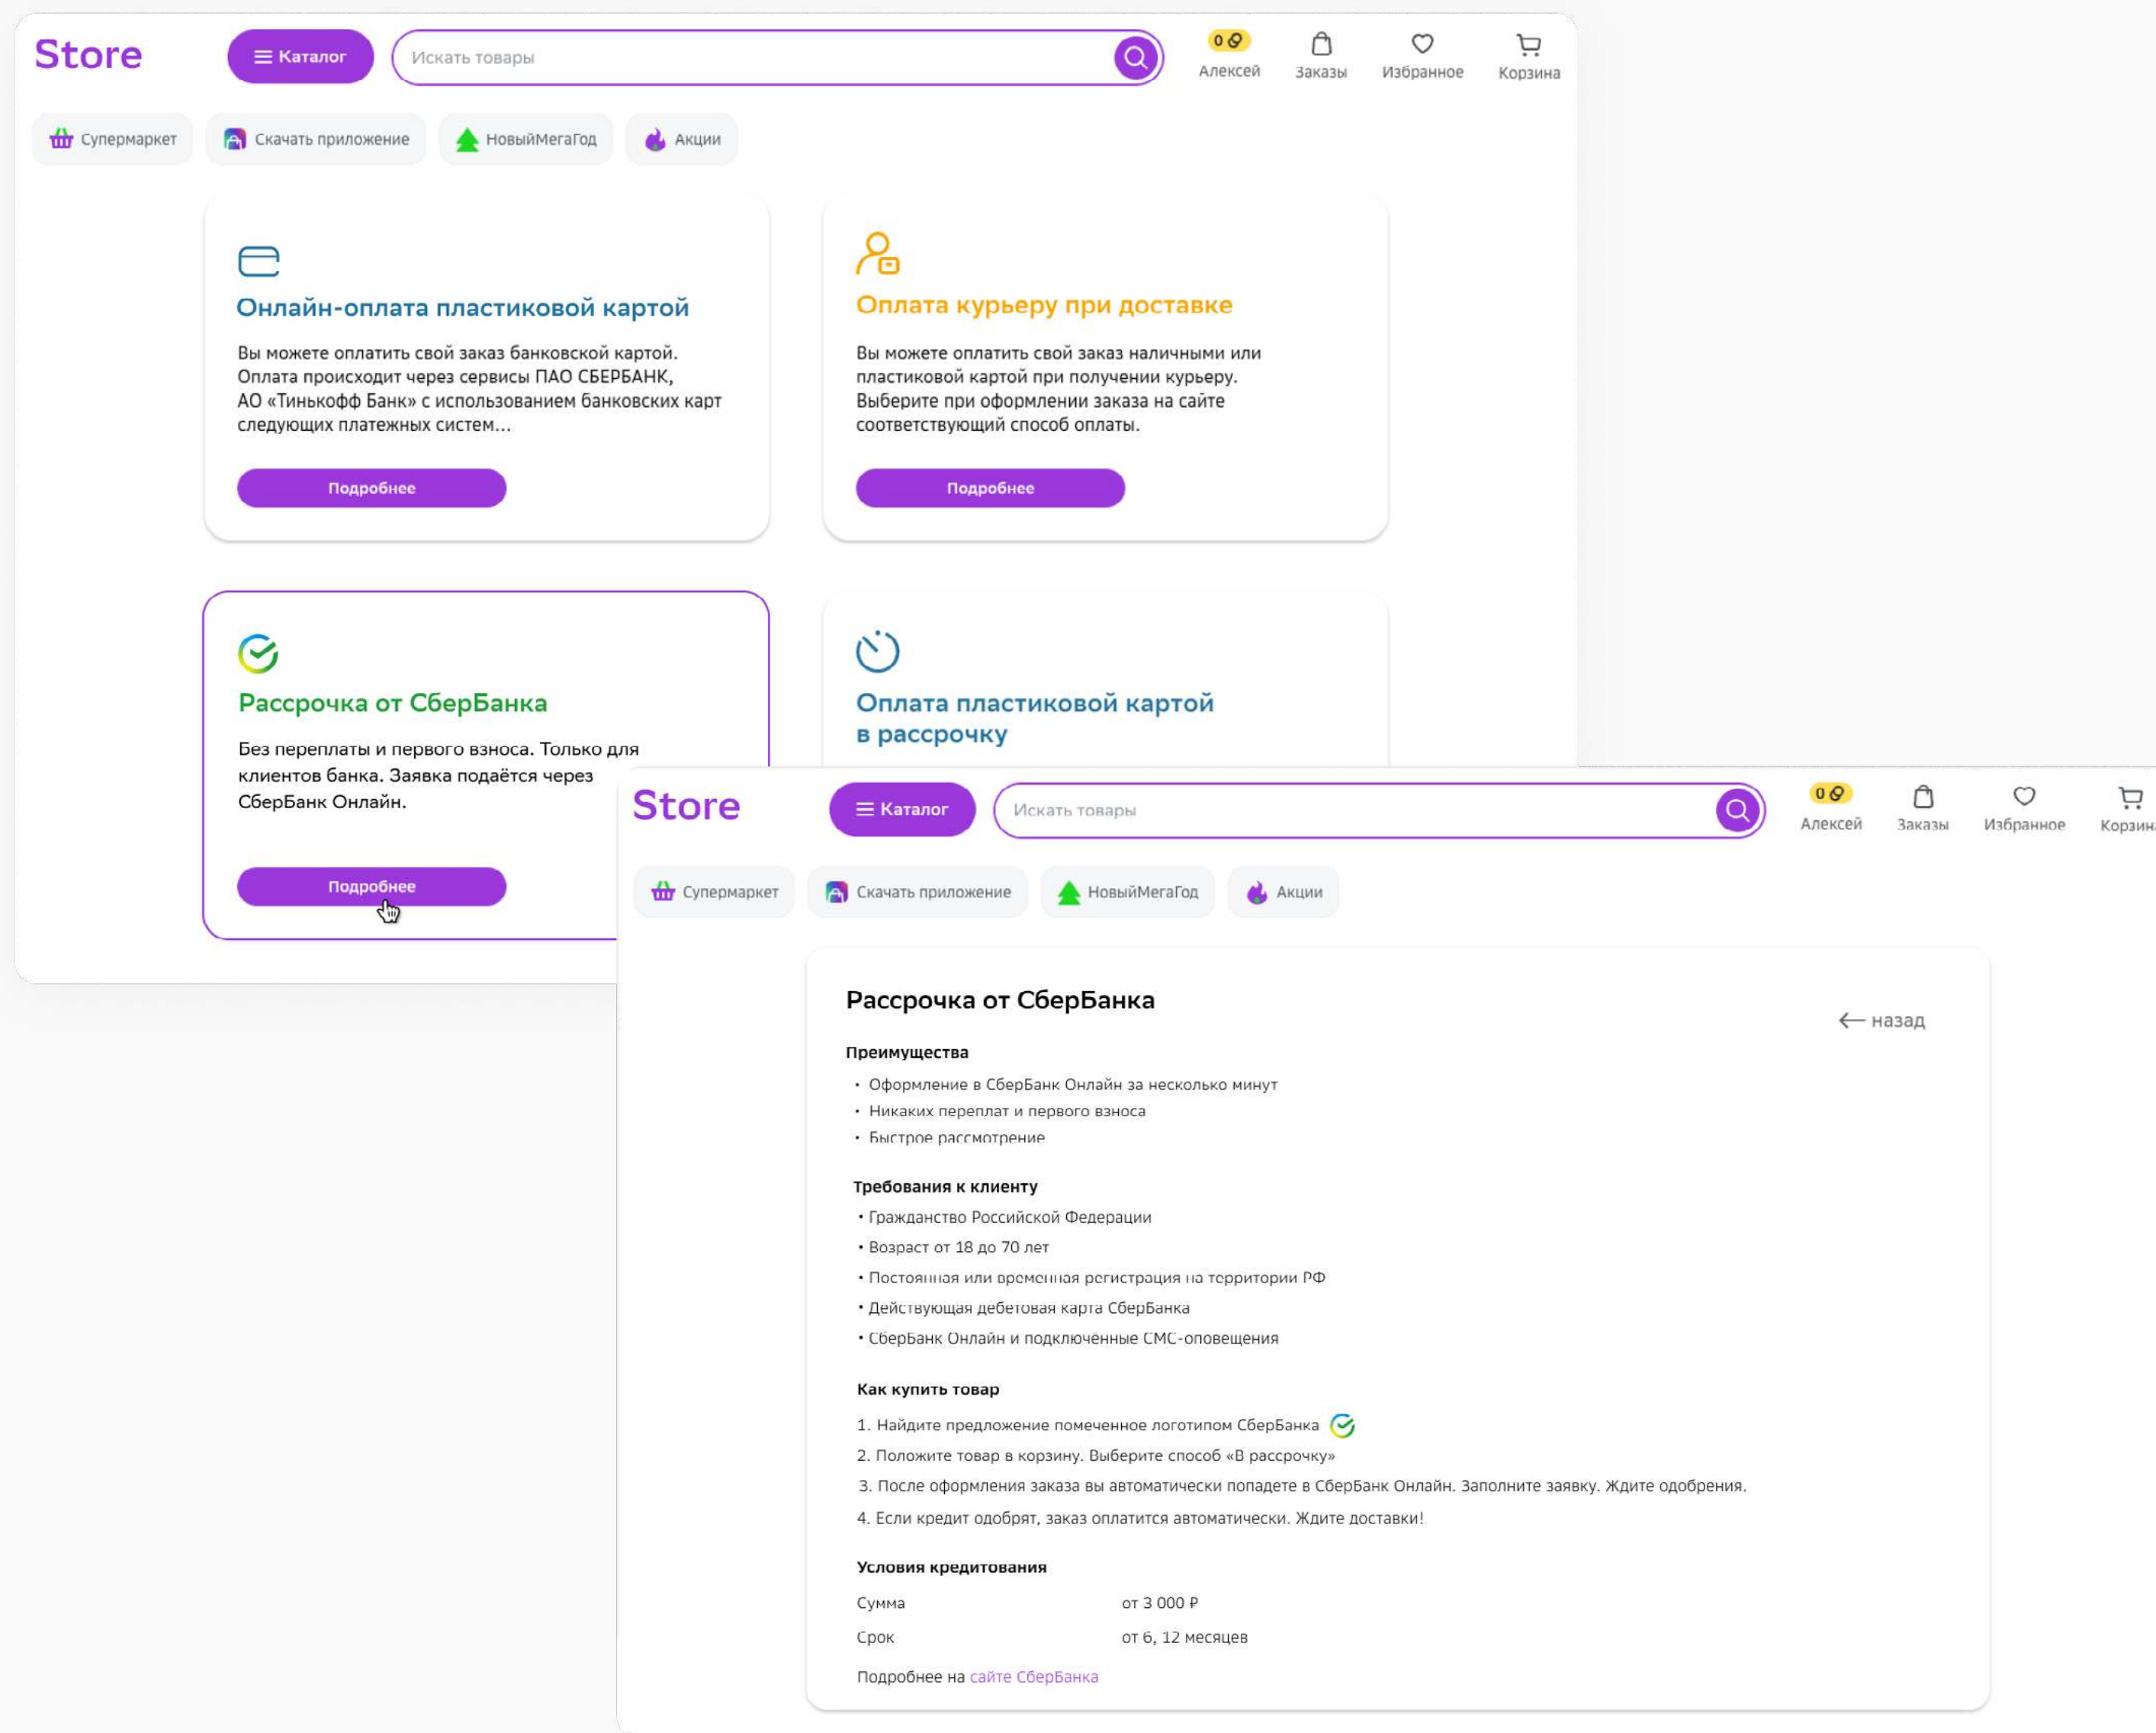 Store
Каталог
Искать товары
0
Алексей
Заказы
Избранное
Корзина
Супермаркет
Скачать приложение
НовыйМегаГод
Акции
Онлайн-оплата пластиковой картой
Вы можете оплатить свой заказ банковской картой.
Оплата происходит через сервисы ПАО СБЕРБАНК,
АО «Тинькофф Банк» с использованием банковских карт
следующих платежных систем...
Подробнее
Оплата курьеру при доставке
Вы можете оплатить свой заказ наличными или
пластиковой картой при получении курьеру.
Выберите при оформлении заказа на сайте
соответствующий способ оплаты.
Подробнее
Рассрочка от СберБанка
Без переплаты и первого взноса. Только для
клиентов банка. Заявка подаётся через
СберБанк Онлайн.
Подробнее
Оплата пластиковой картой
в рассрочку
Store
Каталог
Искать товары
0
Алексей
Заказы
Избранное
Корзин
Супермаркет
Скачать приложение
НовыйМегаГод
Акции
Рассрочка от СберБанка
назад
Преимущества
• Оформление в СберБанк Онлайн за несколько минут
• Никаких переплат и первого взноса
• Быстрое рассмотрение
Требования к клиенту
• Гражданство Российской Федерации
• Возраст от 18 до 70 лет
• Постоянная или временная регистрация на территории РФ
• Действующая дебетовая карта СберБанка
• СберБанк Онлайн и подключённые СМС-оповещения
Как купить товар
1. Найдите предложение помеченное логотипом СберБанка
2. Положите товар в корзину. Выберите способ «В рассрочку»
3. После оформления заказа вы автоматически попадете в СберБанк Онлайн. Заполните заявку. Ждите одобрения.
4. Если кредит одобрят, заказ оплатится автоматически. Ждите доставки!
Условия кредитования
Сумма от 3 000 ₽
Срок от 6, 12 месяцев
Подробнее на сайте СберБанка